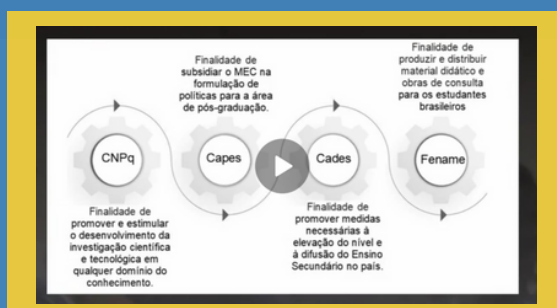 Finalidade de
subsidiar o MEC na
formulação de
políticas para a área
de pós-graduação.
Finalidade de
produzir e distribuir
material didático e
obras de consulta
para os estudantes
brasileiros
CNPq
Capes
Cades
Fename
Finalidade de
promover e estimular
o desenvolvimento da
investigação científica
e tecnológica em
qualquer domínio do
conhecimento.
Finalidade de
promover medidas
necessárias à
elevação do nível e
à difusão do Ensino
Secundário no país.